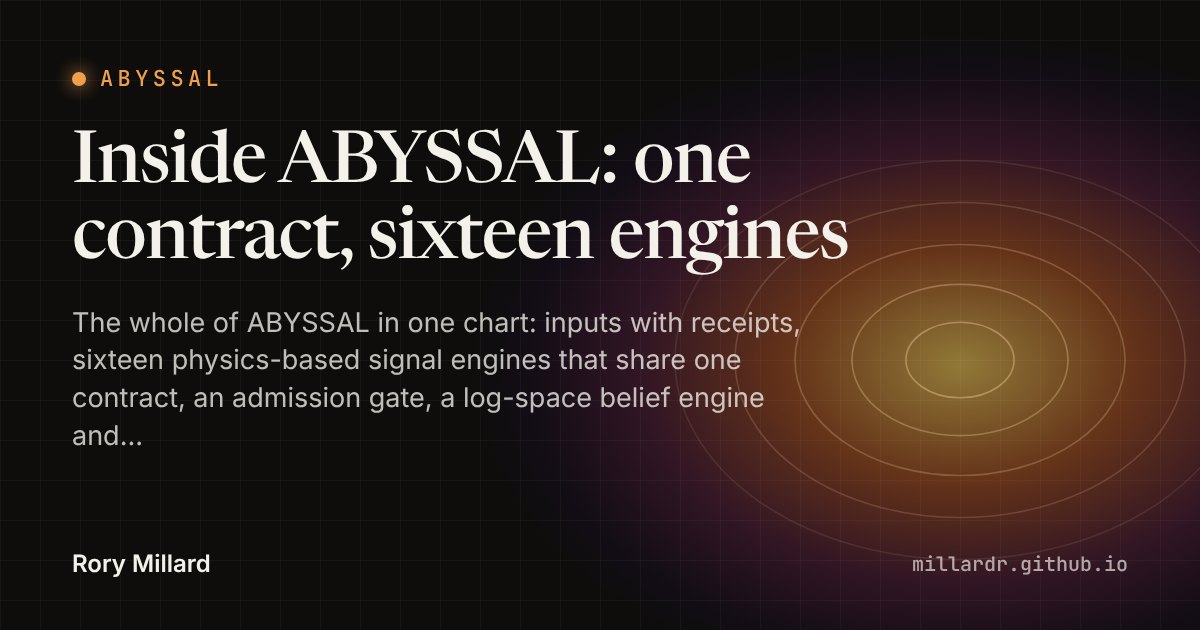 ABYSSAL
Inside ABYSSAL: one
contract, sixteen engines
The whole of ABYSSAL in one chart: inputs with receipts,
sixteen physics-based signal engines that share one
contract, an admission gate, a log-space belief engine
and...
Rory Millard
millardr.github.io